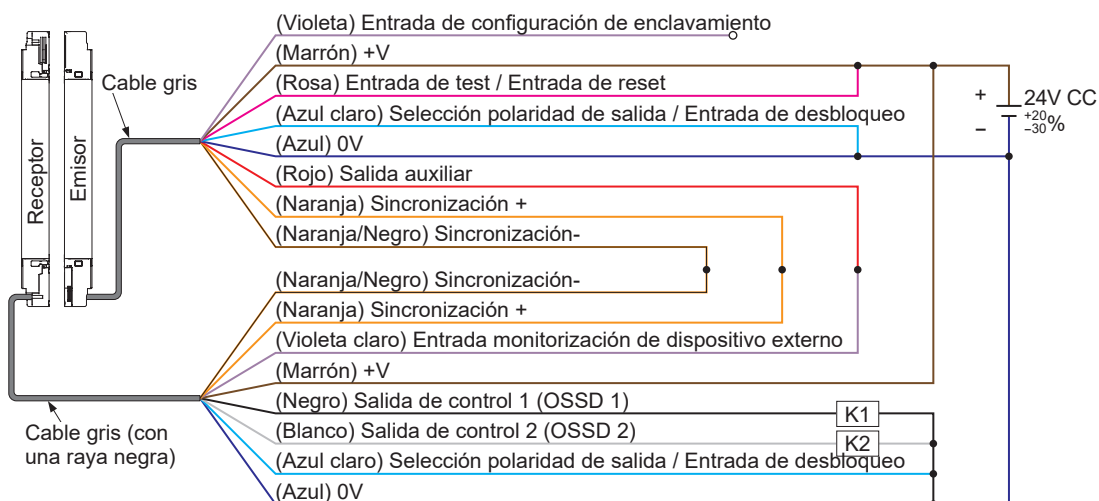 (Violeta) Entrada de configuración de enclavamiento
(Marrón) +V
Cable gris
(Rosa) Entrada de test / Entrada de reset
(Azul claro) Selección polaridad de salida / Entrada de desbloqueo
+ 24V CC
− +20
−30%
(Azul) 0V
Receptor
Emisor
(Rojo) Salida auxiliar
(Naranja) Sincronización +
(Naranja/Negro) Sincronización-
(Naranja/Negro) Sincronización-
(Naranja) Sincronización +
(Violeta claro) Entrada monitorización de dispositivo externo
(Marrón) +V
(Negro) Salida de control 1 (OSSD 1)
K1
(Blanco) Salida de control 2 (OSSD 2)
K2
Cable gris (con
una raya negra)
(Azul claro) Selección polaridad de salida / Entrada de desbloqueo
(Azul) 0V